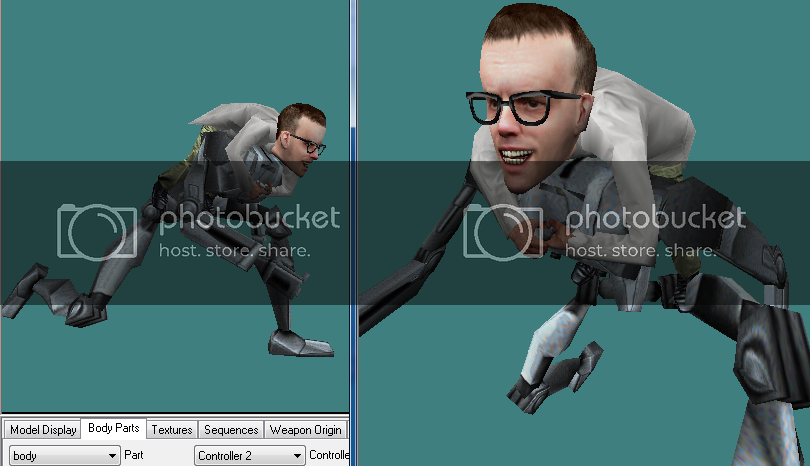 photobucket
host. store. share.
photobucket
host. store. share.
Model Display Body Parts Textures Sequences Weapon Origin
body Part Controller 2 Controlle